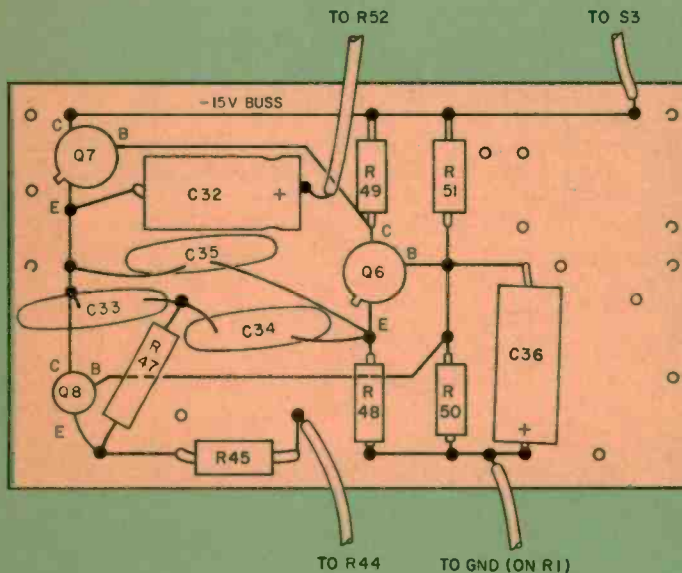 TO R52
TO S3
-15V BUSS
C
B
Q7
E
C32
+
R
49
R
51
C
Q6
B
E
C35
C33
C34
R
47
C
Q8
B
E
R
48
R
50
C36
+
R45
TO R44
TO GND (ON R1)